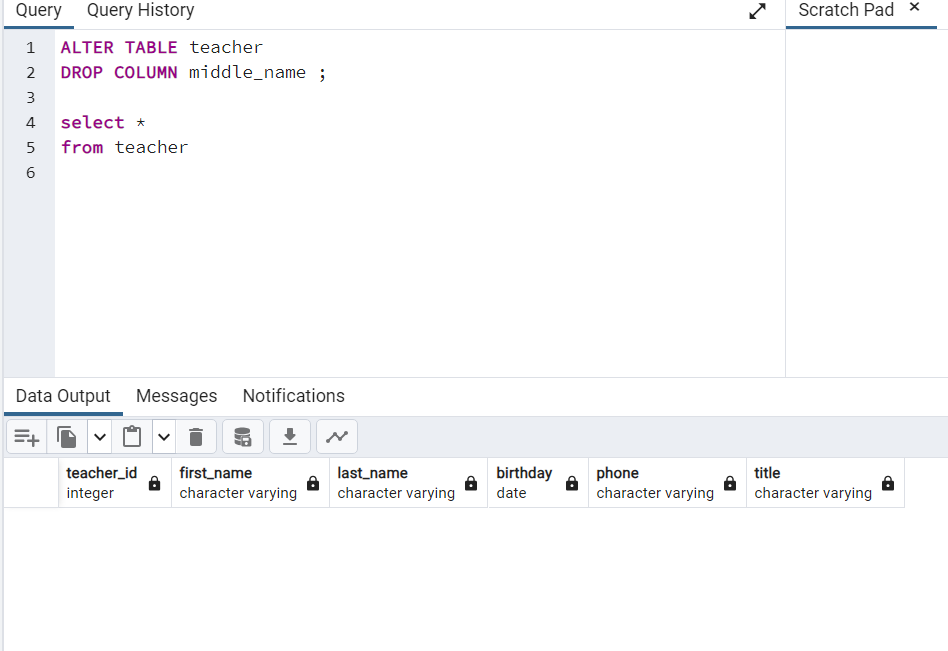 Query Query History Scratch Pad ×
1 ALTER TABLE teacher
2 DROP COLUMN middle_name ;
3
4 select *
5 from teacher
6
Data Output Messages Notifications
teacher_id first_name last_name birthday phone title
integer character varying character varying date character varying character varying